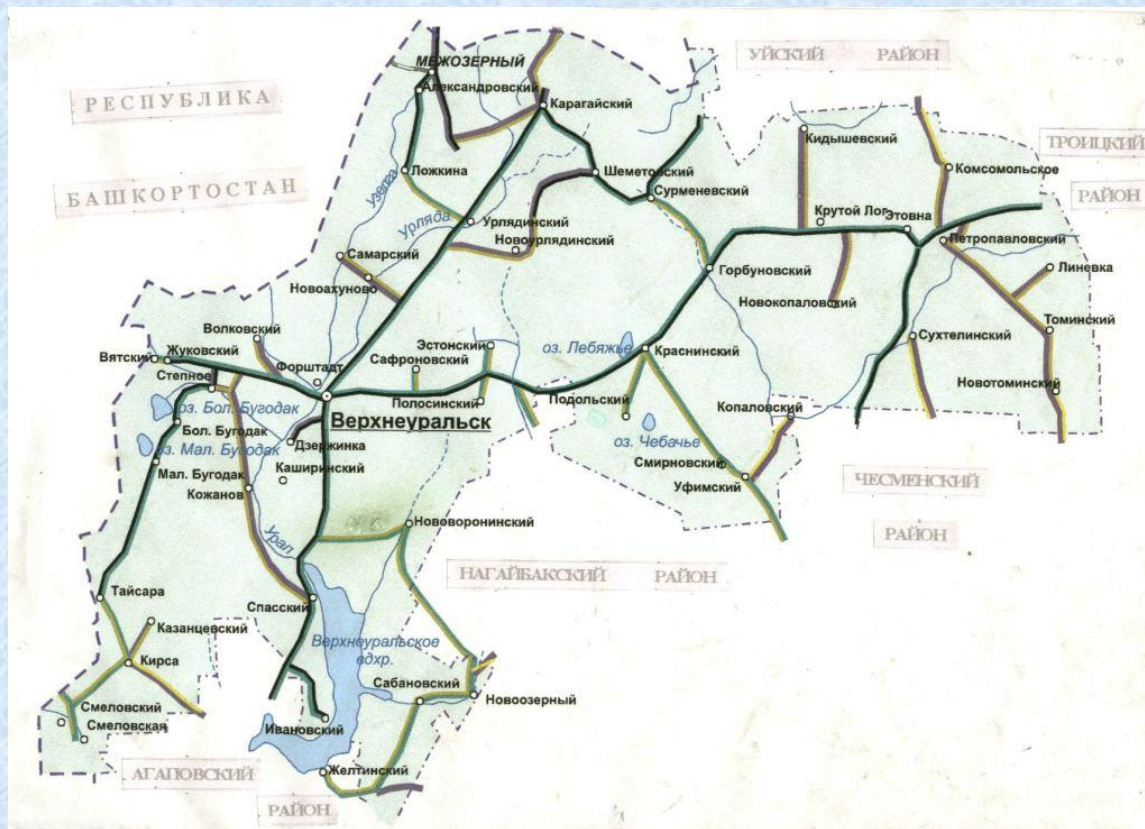 УЙСКИЙ РАЙОН
МЕЖОЗЕРНЫЙ
Александровский
РЕСПУБЛИКА
Карагайский
Кидышевский
ТРОИЦКИЙ
Ложкина
Шеметовский
Комсомольское
БАШКОРТОСТАН
Узелга
Сурменевский
РАЙОН
Урляда
Урлядинский
Крутой Лог
Этовна
Новоурлядинский
Петропавловский
Самарский
Горбуновский
Линевка
Новоахуново
Новокопаловский
Волковский
Томинский
Эстонский
оз. Лебяжье
Сухтелинский
Вятский
Жуковский
Форштадт
Сафроновский
Краснинский
Степное
Новотоминский
Полосинский
Подольский
оз. Бол. Бугодак
Копаловский
Верхнеуральск
Бол. Бугодак
Дзержинка
оз. Чебачье
оз. Мал. Бугодак
Каширинский
Смирновский
Мал. Бугодак
Уфимский
ЧЕСМЕНСКИЙ
Кожанов
Нововоронинский
РАЙОН
Урал
НАГАЙБАКСКИЙ РАЙОН
Тайсара
Спасский
Казанцевский
Верхнеуральское
вдхр.
Кирса
Сабановский
Новоозерный
Смеловский
Смеловская
Ивановский
АГАПОВСКИЙ
Желтинский
РАЙОН